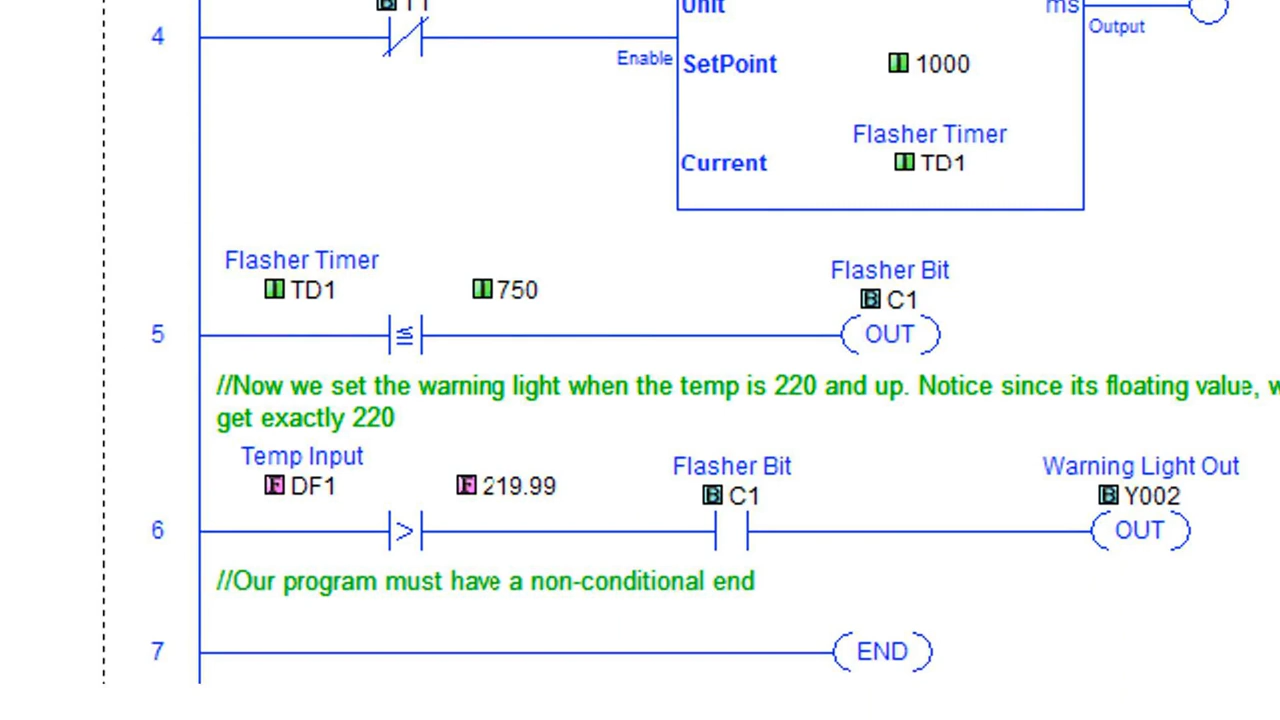 Unit
ms
4
Output
Enable
SetPoint
1000
Flasher Timer
Current
TD1
Flasher Timer
TD1
750
Flasher Bit
C1
5
OUT
//Now we set the warning light when the temp is 220 and up. Notice since its floating value,
get exactly 220
Temp Input
DF1
219.99
Flasher Bit
C1
Warning Light Out
Y002
6
OUT
//Our program must have a non-conditional end
7
END